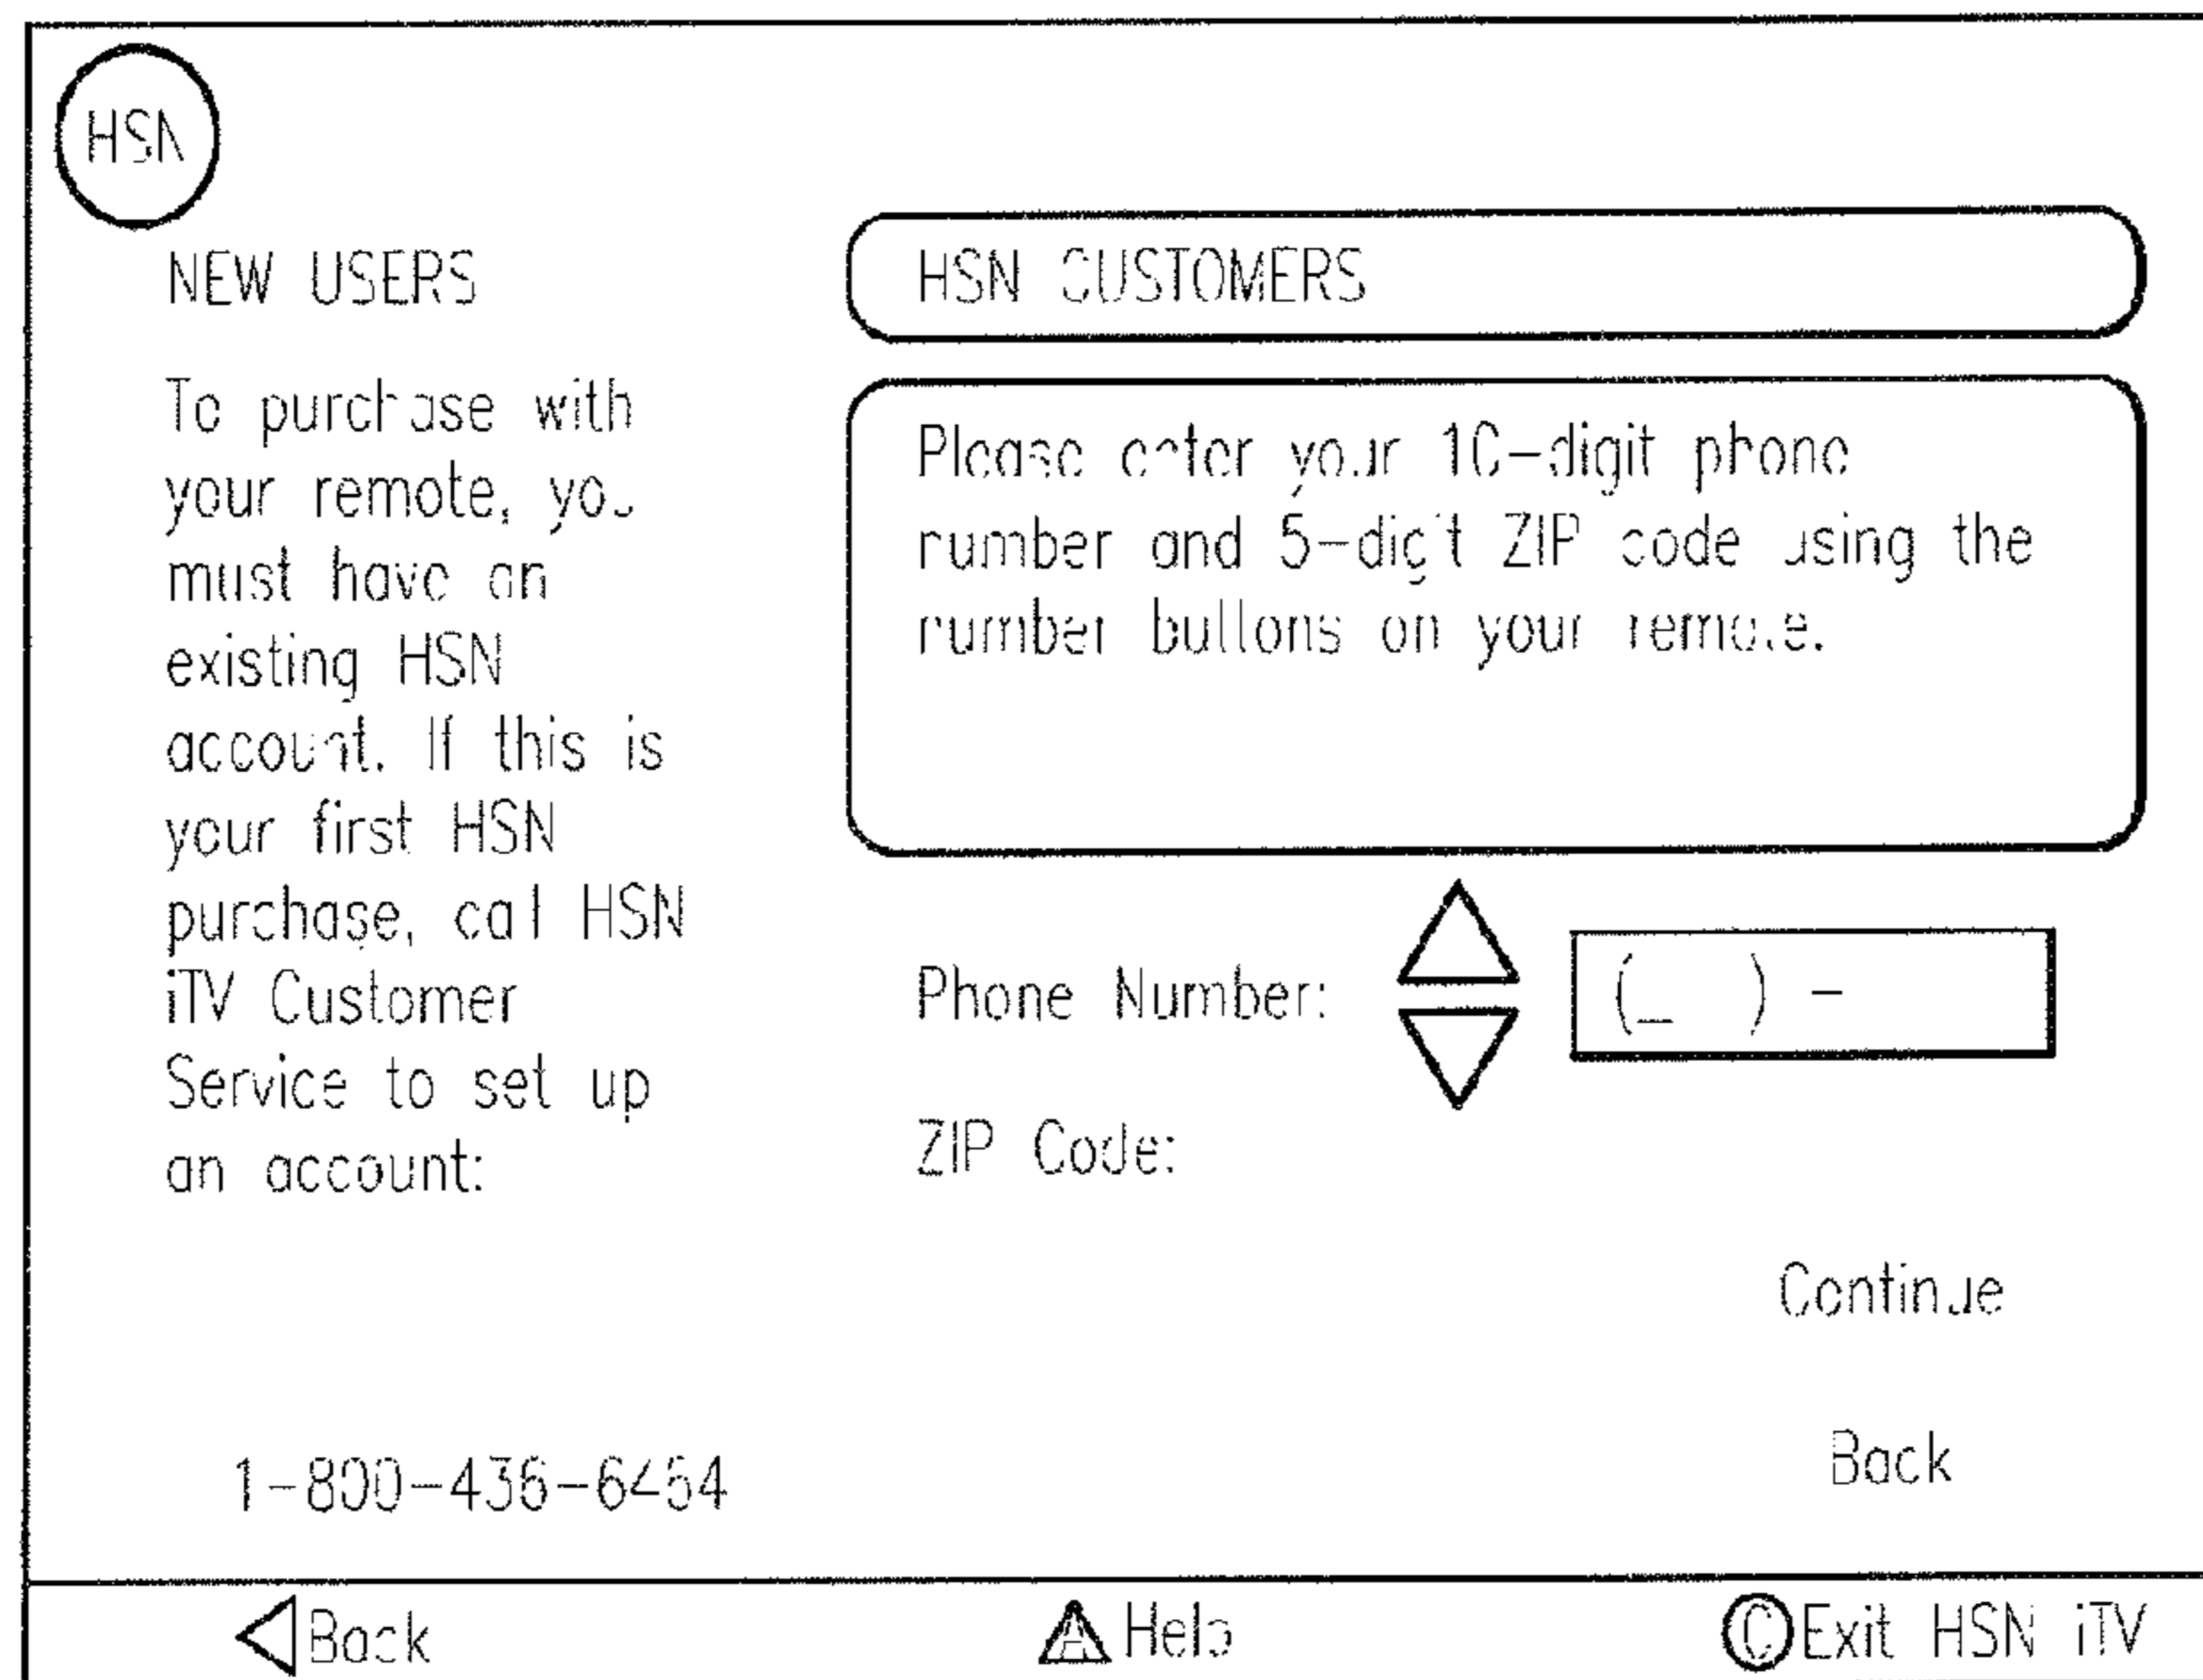 HSN
NEW USERS
To purchase with
your remote, you
must have an
existing HSN
account. If this is
your first HSN
purchase, call HSN
iTV Customer
Service to set up
an account:
1-800-436-6454
HSN CUSTOMERS
Please enter your 10-digit phone
number and 5-digit ZIP code using the
number buttons on your remote.
Phone Number: (_ ) -
ZIP Code:
Continue
Back
Back
A Help
C Exit HSN iTV